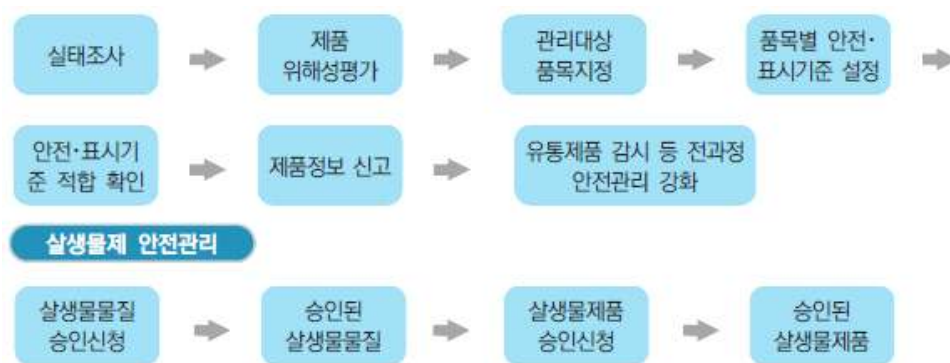 실태조사
제품
위해성평가
관리대상
품목지정
품목별 안전·
표시기준 설정
안전·표시기
준 적합 확인
제품정보 신고
유통제품 감시 등 전과정
안전관리 강화
살생물제 안전관리
살생물물질
승인신청
승인된
살생물물질
살생물제품
승인신청
승인된
살생물제품